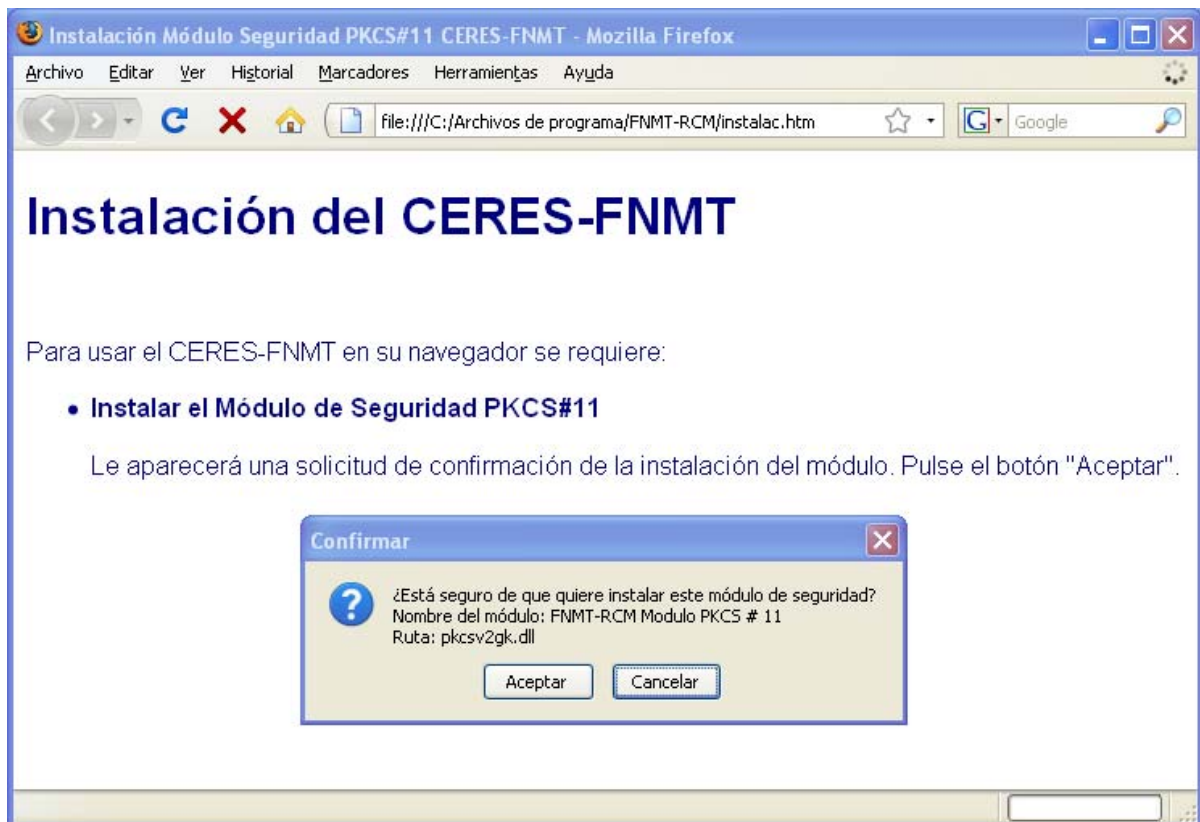 Instalación Módulo Seguridad PKCS#11 CERES-FNMT - Mozilla Firefox
Archivo Editar Ver Historial Marcadores Herramientas Ayuda
file:///C:/Archivos de programa/FNMT-RCM/instalac.htm G Google
Instalación del CERES-FNMT
Para usar el CERES-FNMT en su navegador se requiere:
• Instalar el Módulo de Seguridad PKCS#11
Le aparecerá una solicitud de confirmación de la instalación del módulo. Pulse el botón "Aceptar".
Confirmar
¿Está seguro de que quiere instalar este módulo de seguridad?
Nombre del módulo: FNMT-RCM Modulo PKCS # 11
Ruta: pkcsv2gk.dll
Aceptar Cancelar